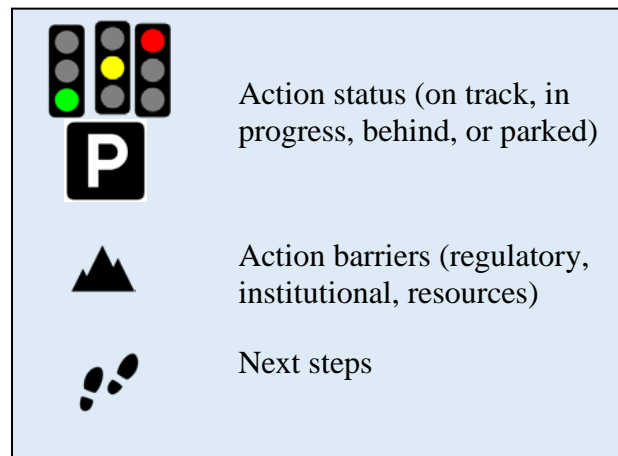 P
Action status (on track, in
progress, behind, or parked)
Action barriers (regulatory,
institutional, resources)
Next steps